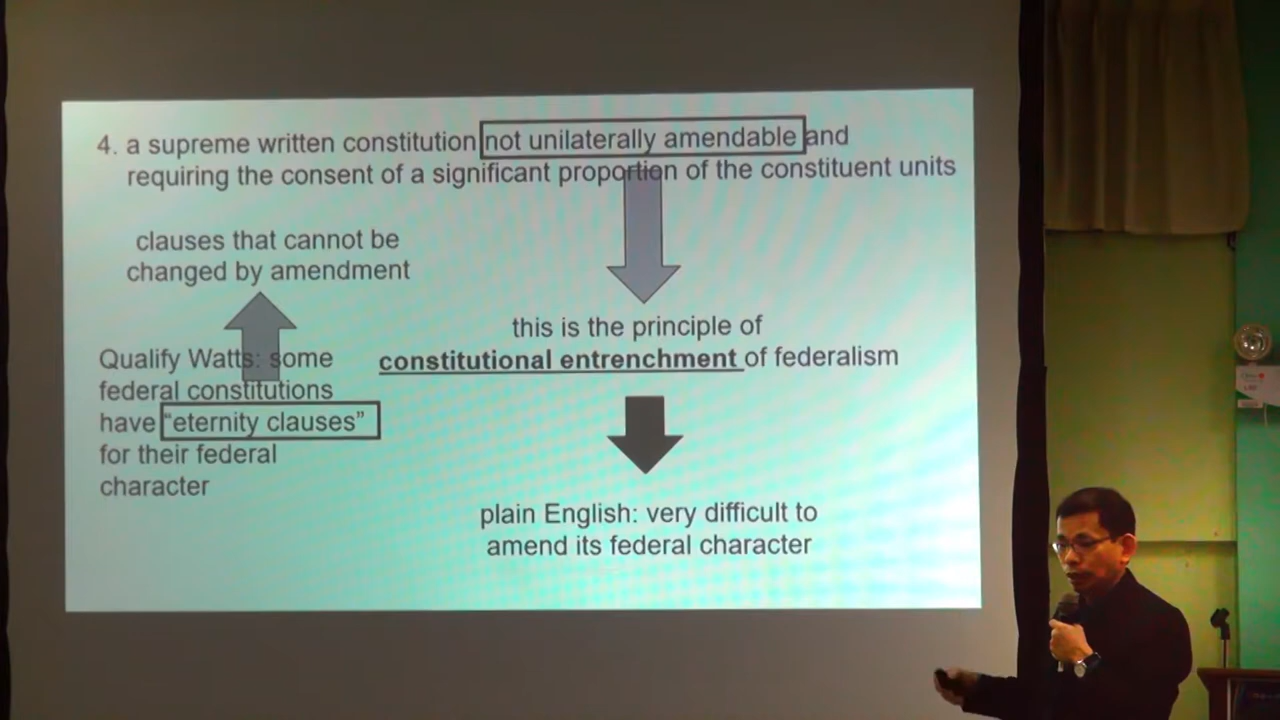 4. a supreme written constitution not unilaterally amendable and
requiring the consent of a significant proportion of the constituent units
clauses that cannot be
changed by amendment
Qualify Watts: some
federal constitutions
have “eternity clauses”
for their federal
character
this is the principle of
constitutional entrenchment of federalism
plain English: very difficult to
amend its federal character